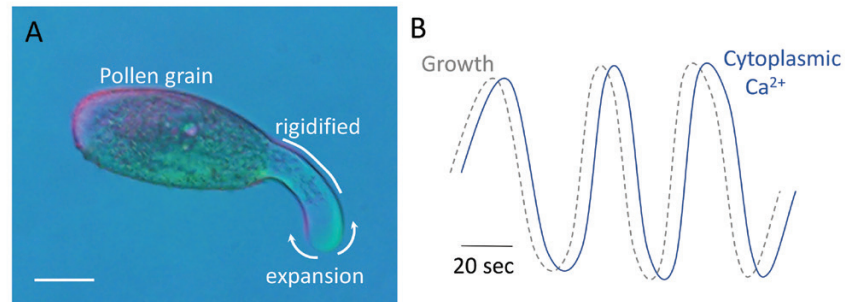 A
Pollen grain
rigidified
expansion
B
Growth
Cytoplasmic
Ca²⁺
20 sec